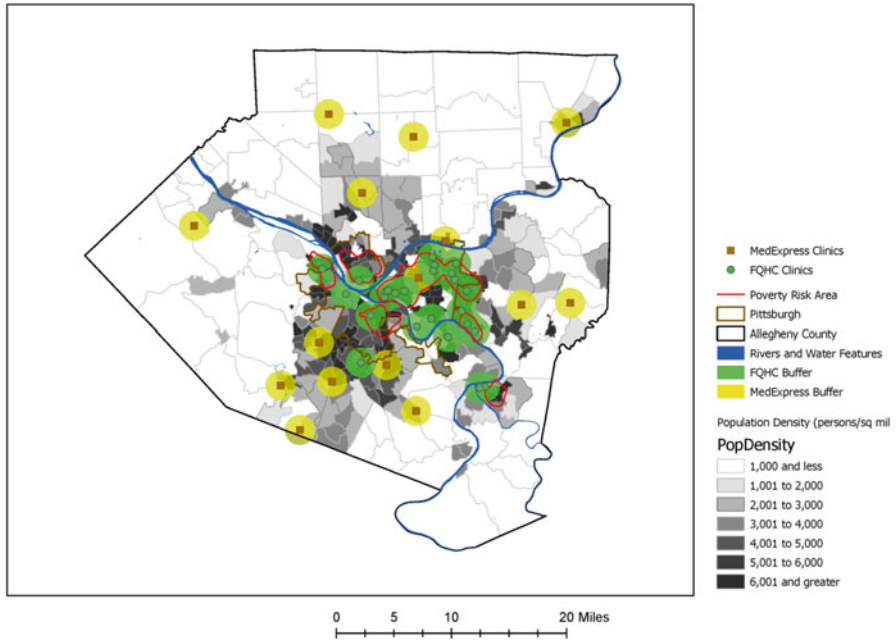 MedExpress Clinics
FQHC Clinics
Poverty Risk Area
Pittsburgh
Allegheny County
Rivers and Water Features
FQHC Buffer
MedExpress Buffer
Population Density (persons/sq mil
PopDensity
1,000 and less
1,001 to 2,000
2,001 to 3,000
3,001 to 4,000
4,001 to 5,000
5,001 to 6,000
6,001 and greater
0 5 10 20 Miles